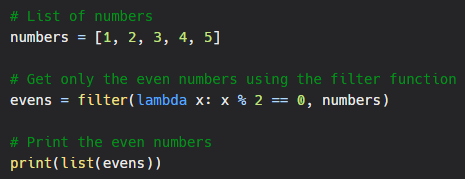 # List of numbers
numbers = [1, 2, 3, 4, 5]
# Get only the even numbers using the filter function
evens = filter(lambda x: x % 2 == 0, numbers)
# Print the even numbers
print(list(evens))